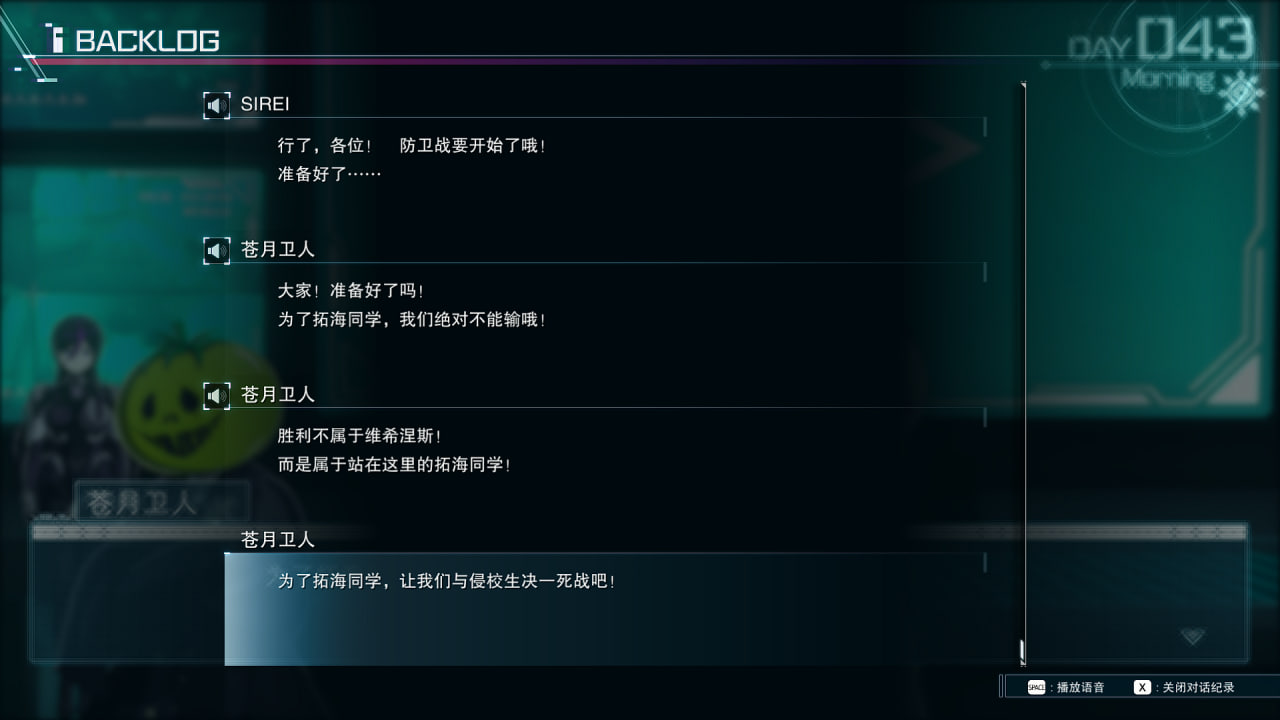 BACKLOG
DAY 043
Morning
SIREI
行了，各位！ 防卫战要开始了哦！
准备好了……
苍月卫人
大家！准备好了吗！
为了拓海同学，我们绝对不能输哦！
苍月卫人
胜利不属于维希涅斯！
而是属于站在这里的拓海同学！
苍月卫人
苍月卫人
为了拓海同学，让我们与侵校生决一死战吧！
SPACE：播放语音
X：关闭对话纪录